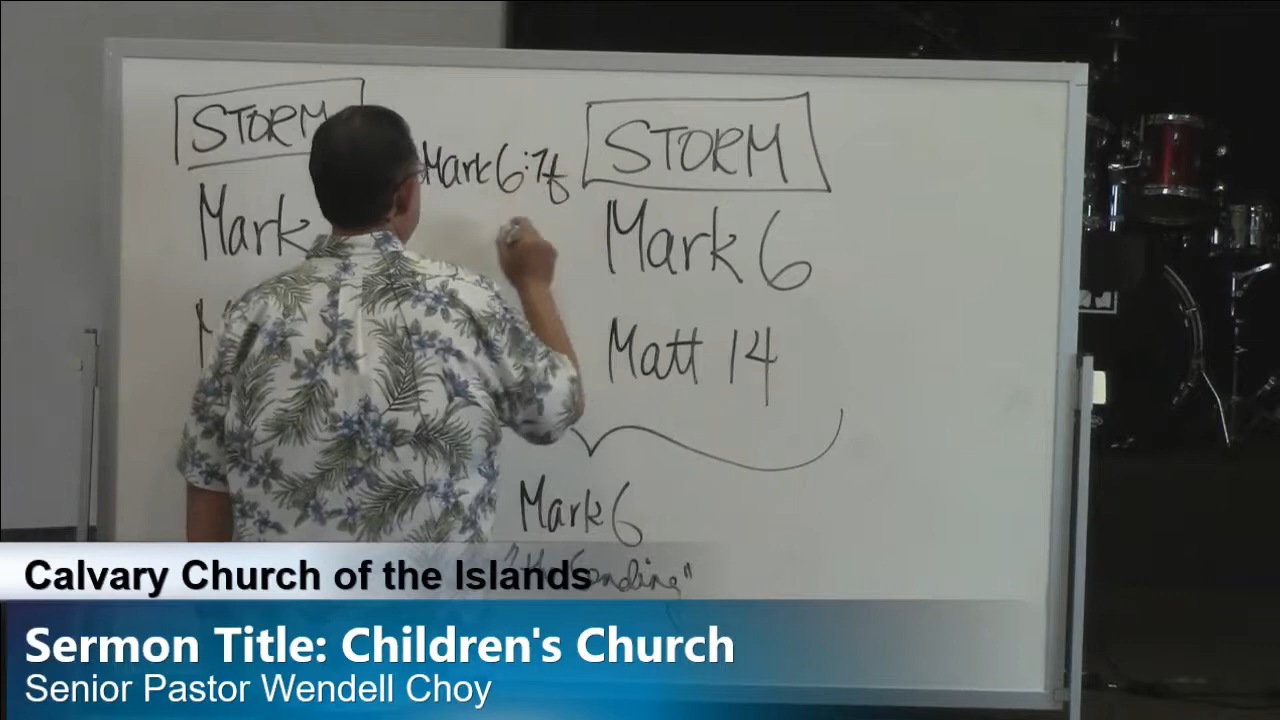 STORM
Mark
Mark 6:7f
STORM
Mark 6
Matt 14
Mark 6
Calvary Church of the Islands
Sermon Title: Children's Church
Senior Pastor Wendell Choy